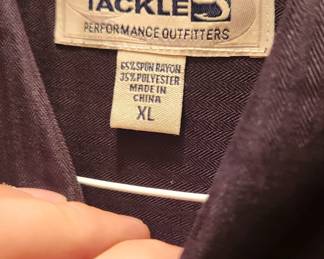 TACKLE
PERFORMANCE OUTFITTERS
65% SPUN RAYON
35% POLYESTER
MADE IN
CHINA
XL